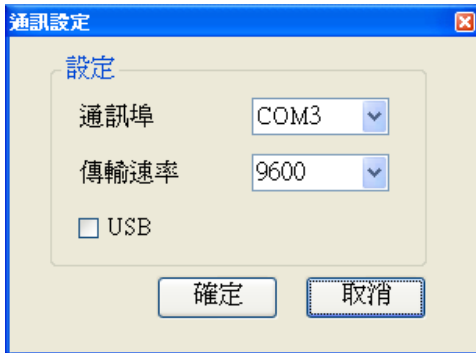 通訊設定
設定
通訊埠 COM3
傳輸速率 9600
USB
確定 取消